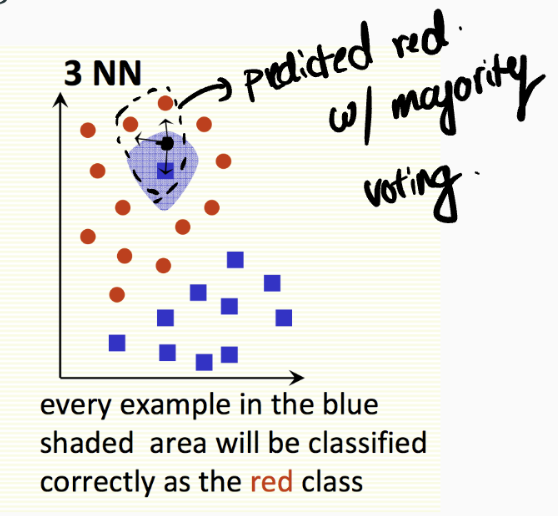 3 NN
Predicted red.
w/ majority
voting.
every example in the blue
shaded area will be classified
correctly as the red class